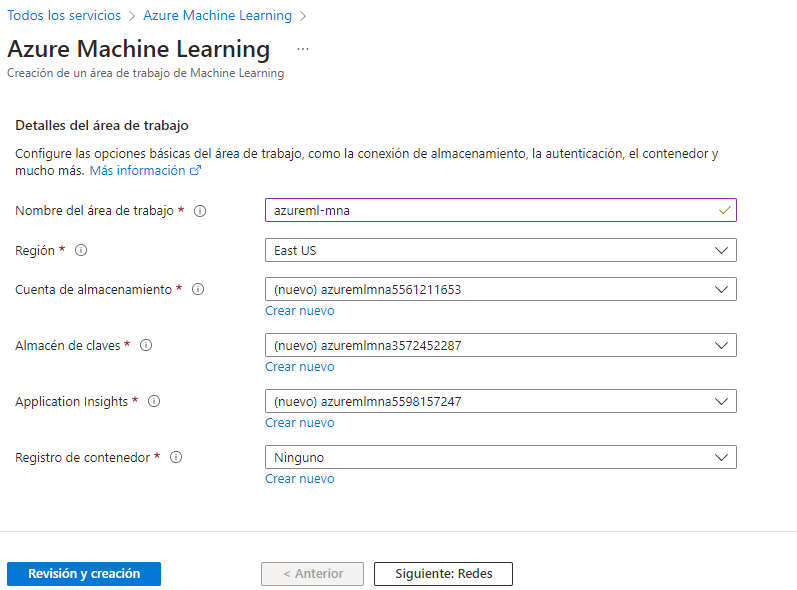 Todos los servicios > Azure Machine Learning >
Azure Machine Learning ...
Creación de un área de trabajo de Machine Learning
Detalles del área de trabajo
Configure las opciones básicas del área de trabajo, como la conexión de almacenamiento, la autenticación, el contenedor y
mucho más. Más información
Nombre del área de trabajo * azureml-mna
Región * East US
Cuenta de almacenamiento * (nuevo) azuremlmna5561211653
Crear nuevo
Almacén de claves * (nuevo) azuremlmna3572452287
Crear nuevo
Application Insights * (nuevo) azuremlmna5598157247
Crear nuevo
Registro de contenedor * Ninguno
Crear nuevo
Revisión y creación < Anterior Siguiente: Redes